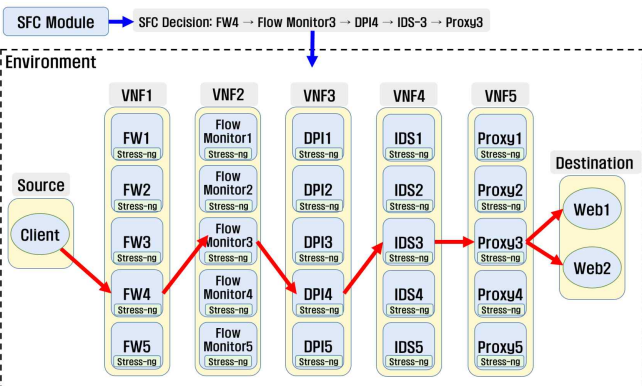 SFC Module
SFC Decision: FW4 → Flow Monitor3 → DPI4 → IDS-3 → Proxy3
Environment
VNF1
VNF2
VNF3
VNF4
VNF5
Source
Client
FW1
Stress-ng
FW2
Stress-ng
FW3
Stress-ng
FW4
Stress-ng
FW5
Stress-ng
Flow
Monitor1
Stress-ng
Flow
Monitor2
Stress-ng
Flow
Monitor3
Stress-ng
Flow
Monitor4
Stress-ng
Flow
Monitor5
Stress-ng
DPI1
Stress-ng
DPI2
Stress-ng
DPI3
Stress-ng
DPI4
Stress-ng
DPI5
Stress-ng
IDS1
Stress-ng
IDS2
Stress-ng
IDS3
Stress-ng
IDS4
Stress-ng
IDS5
Stress-ng
Proxy1
Stress-ng
Proxy2
Stress-ng
Proxy3
Stress-ng
Proxy4
Stress-ng
Proxy5
Stress-ng
Destination
Web1
Web2